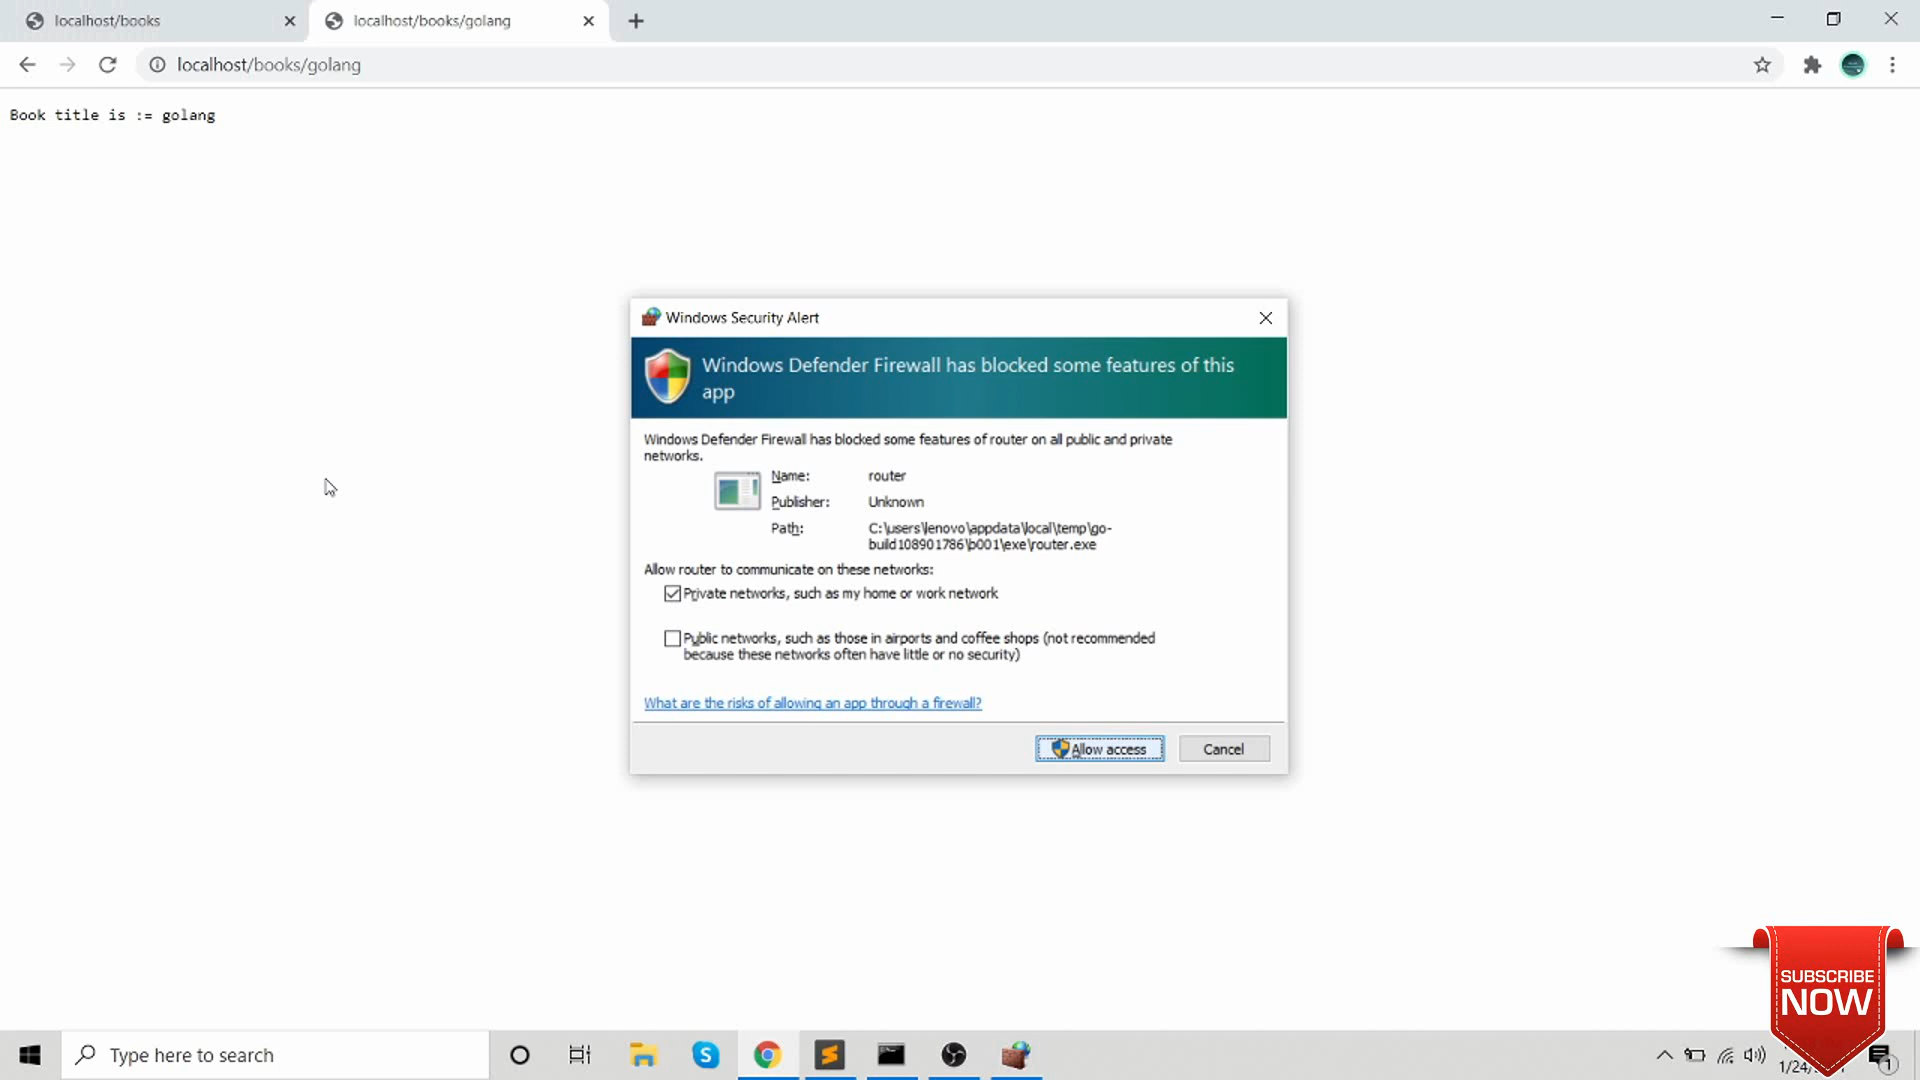 localhost/books
localhost/books/golang
localhost/books/golang
Book title is := golang
Windows Security Alert
Windows Defender Firewall has blocked some features of this
app
Windows Defender Firewall has blocked some features of router on all public and private
networks.
Name: router
Publisher: Unknown
Path: C:\users\lenovo\appdata\local\temp\go-
build108901786\b001\exe\router.exe
Allow router to communicate on these networks:
Private networks, such as my home or work network
Public networks, such as those in airports and coffee shops (not recommended
because these networks often have little or no security)
What are the risks of allowing an app through a firewall?
Allow access Cancel
SUBSCRIBE
NOW
Type here to search
1/24/
1